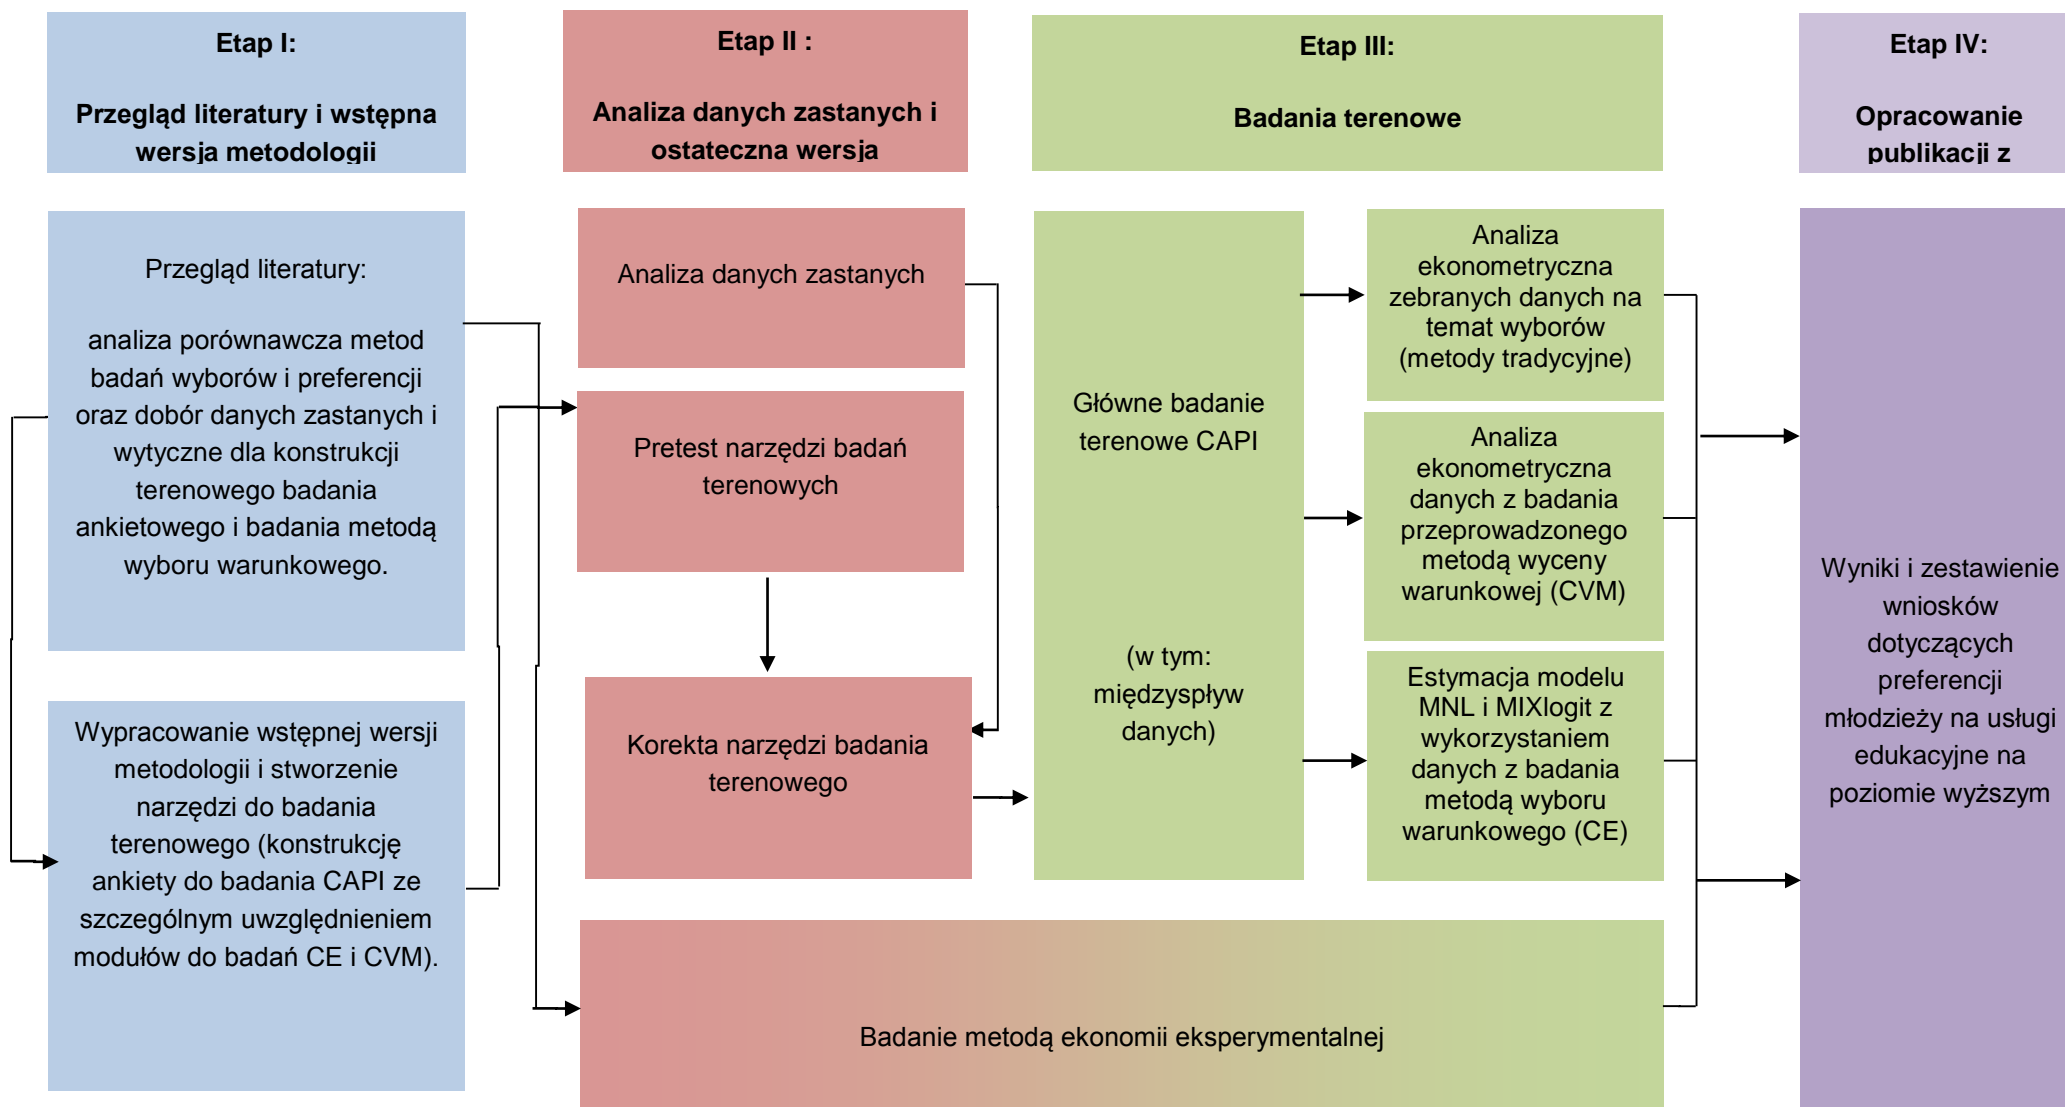 Etap I:
Przegląd literatury i wstępna
wersja metodologii
Etap II :
Analiza danych zastanych i
ostateczna wersja
Etap III:
Badania terenowe
Etap IV:
Opracowanie
publikacji z
Przegląd literatury:
analiza porównawcza metod
badań wyborów i preferencji
oraz dobór danych zastanych i
wytyczne dla konstrukcji
terenowego badania
ankietowego i badania metodą
wyboru warunkowego.
Wypracowanie wstępnej wersji
metodologii i stworzenie
narzędzi do badania
terenowego (konstrukcję
ankiety do badania CAPI ze
szczególnym uwzględnieniem
modułów do badań CE i CVM).
Analiza danych zastanych
Pretest narzędzi badań
terenowych
Korekta narzędzi badania
terenowego
Główne badanie
terenowe CAPI
(w tym:
międzyspływ
danych)
Analiza
ekonometryczna
zebranych danych na
temat wyborów
(metody tradycyjne)
Analiza
ekonometryczna
danych z badania
przeprowadzonego
metodą wyceny
warunkowej (CVM)
Estymacja modelu
MNL i MIXlogit z
wykorzystaniem
danych z badania
metodą wyboru
warunkowego (CE)
Badanie metodą ekonomii eksperymentalnej
Wyniki i zestawienie
wniosków
dotyczących
preferencji
młodzieży na usługi
edukacyjne na
poziomie wyższym